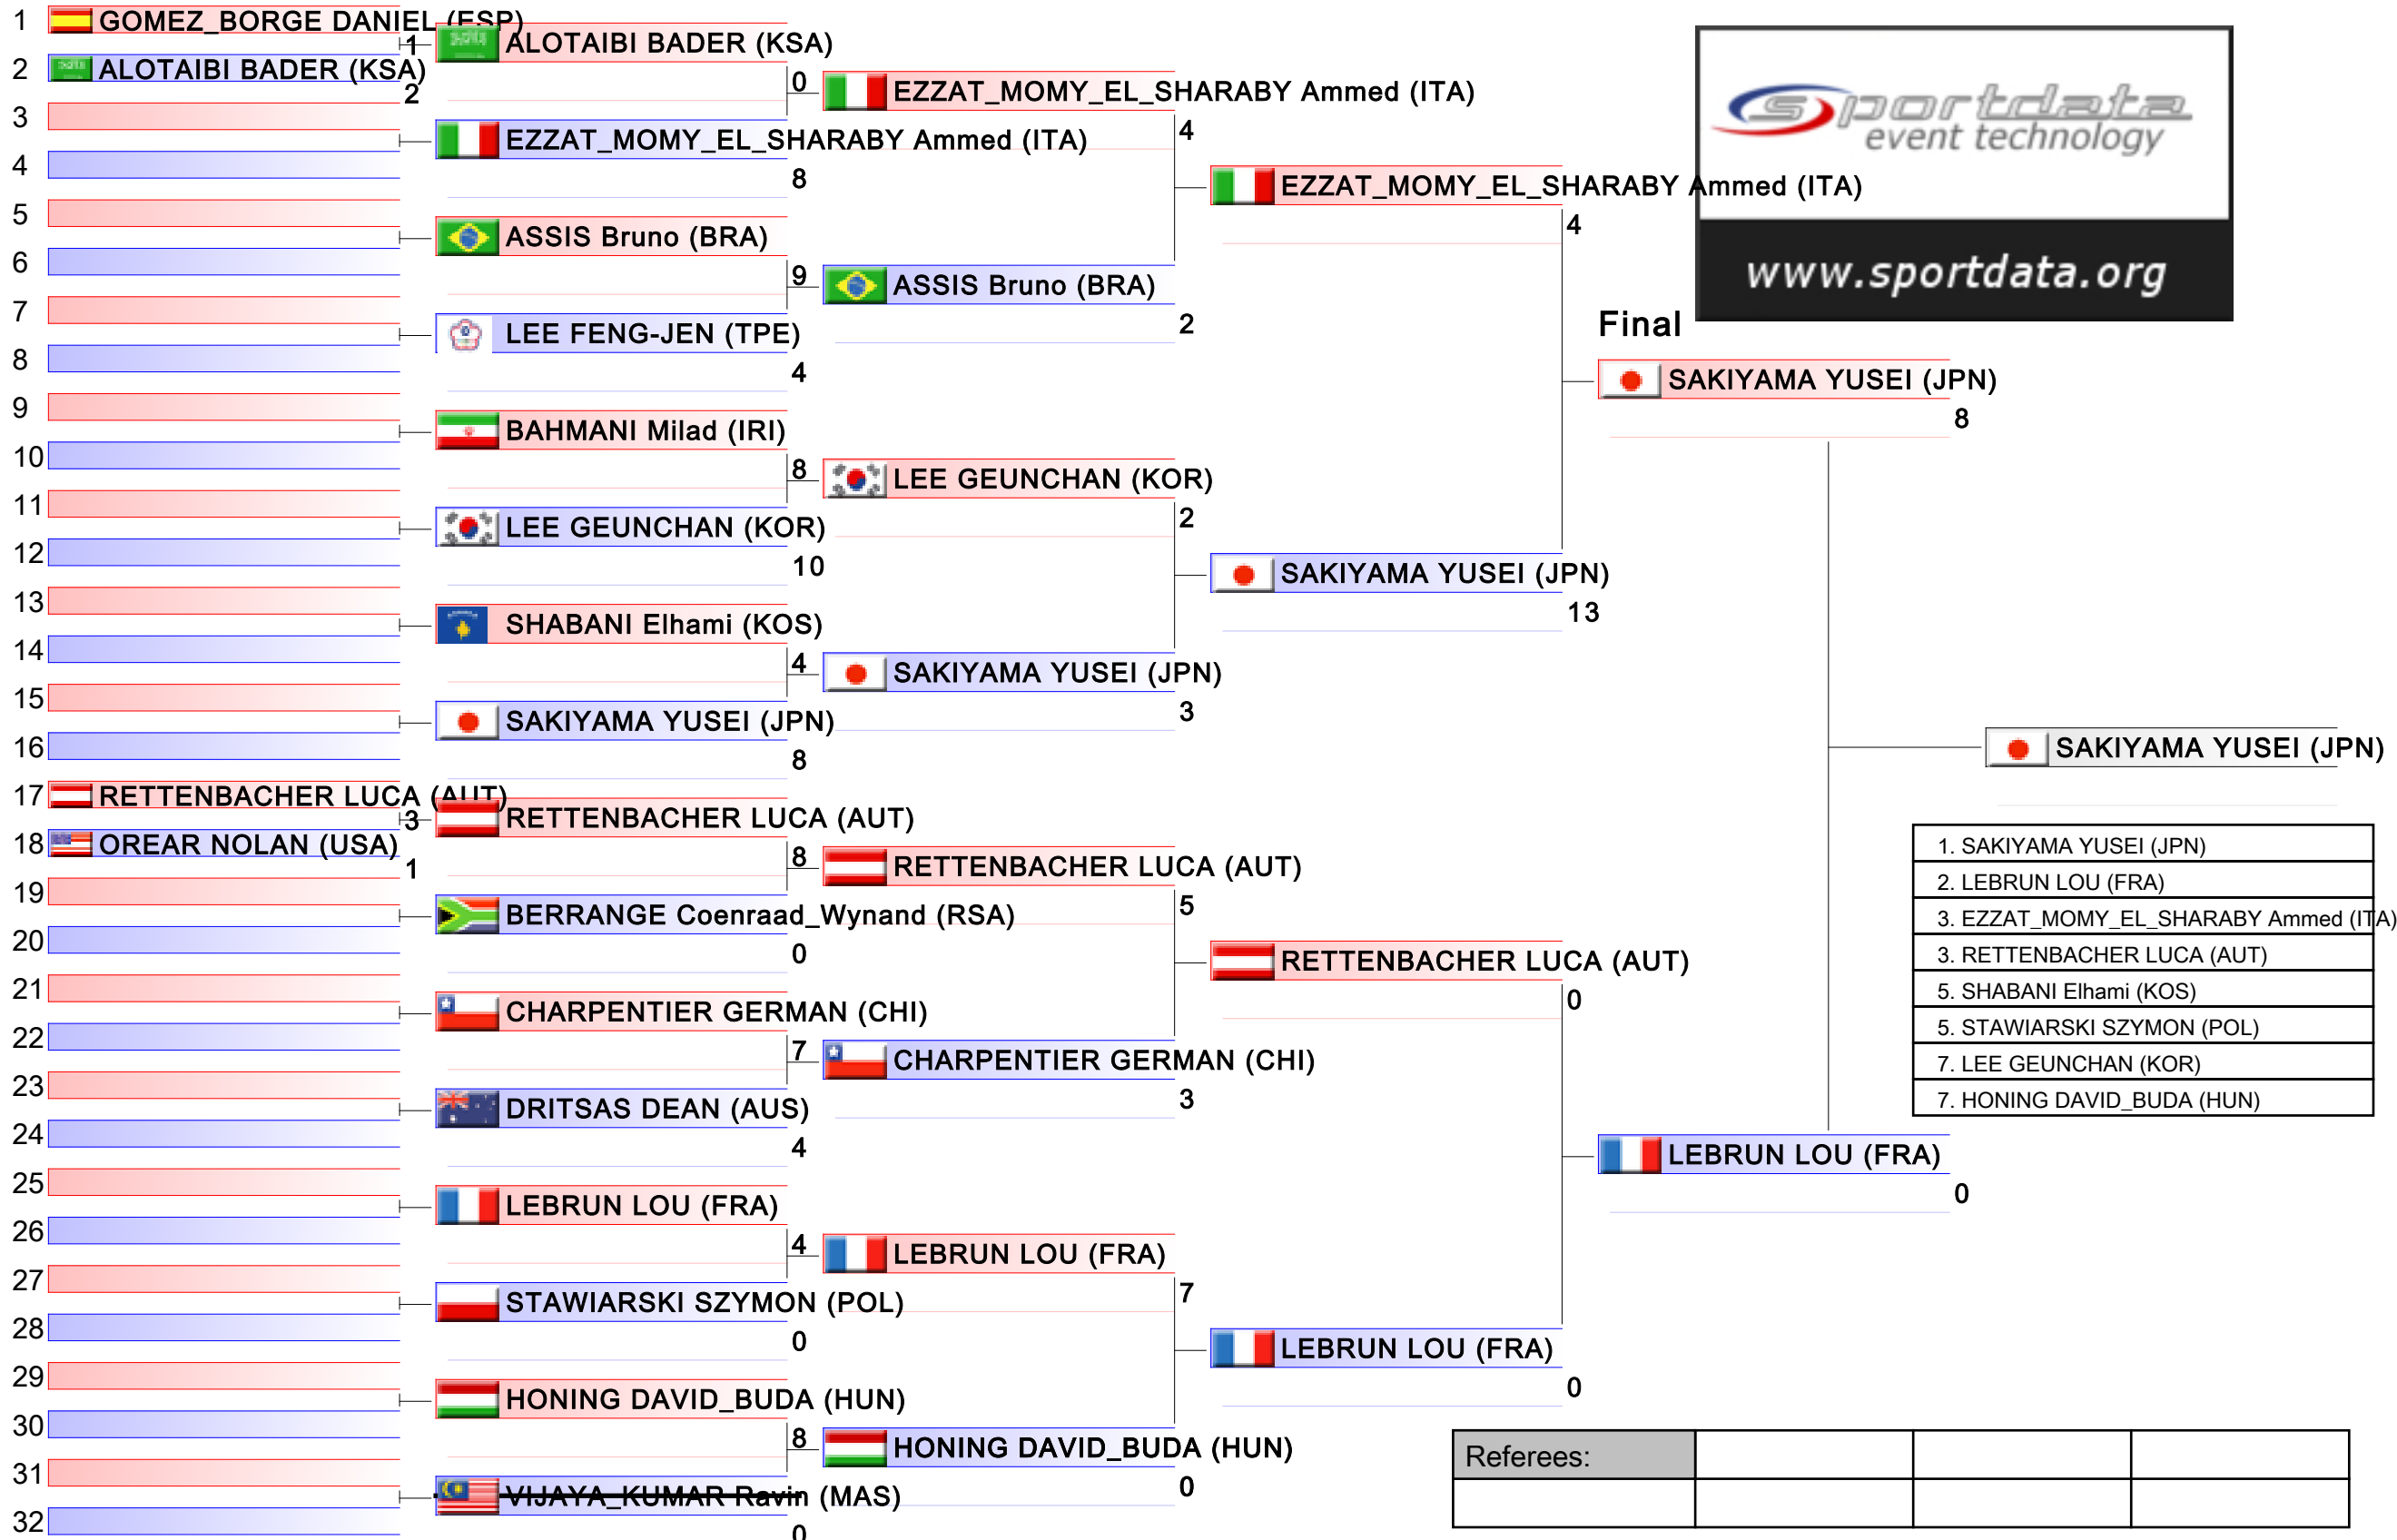 1 GOMEZ_BORGE DANIEL (ESP)
1
2 ALOTAIBI BADER (KSA)
2
3
4
5
6
7
8
9
10
11
12
13
14
15
16
17 RETTENBACHER LUCA (AUT)
3
18 OREAR NOLAN (USA)
1
19
20
21
22
23
24
25
26
27
28
29
30
31
32
ALOTAIBI BADER (KSA)
0
EZZAT_MOMY_EL_SHARABY Ammed (ITA)
8
ASSIS Bruno (BRA)
9
LEE FENG-JEN (TPE)
4
BAHMANI Milad (IRI)
8
LEE GEUNCHAN (KOR)
10
SHABANI Elhami (KOS)
4
SAKIYAMA YUSEI (JPN)
8
RETTENBACHER LUCA (AUT)
8
BERRANGE Coenraad_Wynand (RSA)
0
CHARPENTIER GERMAN (CHI)
7
DRITSAS DEAN (AUS)
4
LEBRUN LOU (FRA)
4
STAWIARSKI SZYMON (POL)
0
HONING DAVID_BUDA (HUN)
8
VIJAYA_KUMAR Ravin (MAS)
0
EZZAT_MOMY_EL_SHARABY Ammed (ITA)
4
ASSIS Bruno (BRA)
2
LEE GEUNCHAN (KOR)
2
SAKIYAMA YUSEI (JPN)
3
RETTENBACHER LUCA (AUT)
5
CHARPENTIER GERMAN (CHI)
3
LEBRUN LOU (FRA)
7
HONING DAVID_BUDA (HUN)
0
EZZAT_MOMY_EL_SHARABY Ammed (ITA)
4
SAKIYAMA YUSEI (JPN)
13
RETTENBACHER LUCA (AUT)
0
LEBRUN LOU (FRA)
0
sportdata
event technology
www.sportdata.org
Final
SAKIYAMA YUSEI (JPN)
8
LEBRUN LOU (FRA)
0
SAKIYAMA YUSEI (JPN)
1. SAKIYAMA YUSEI (JPN)
2. LEBRUN LOU (FRA)
3. EZZAT_MOMY_EL_SHARABY Ammed (ITA)
3. RETTENBACHER LUCA (AUT)
5. SHABANI Elhami (KOS)
5. STAWIARSKI SZYMON (POL)
7. LEE GEUNCHAN (KOR)
7. HONING DAVID_BUDA (HUN)
Referees: